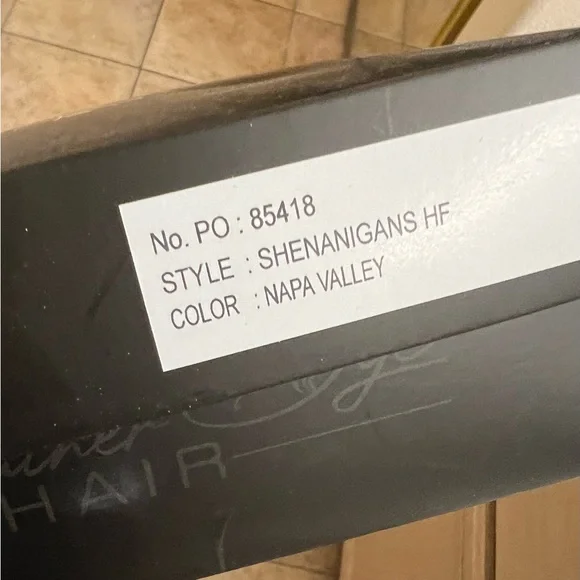 No. PO : 85418
STYLE : SHENANIGANS HF
COLOR : NAPA VALLEY
HAIR